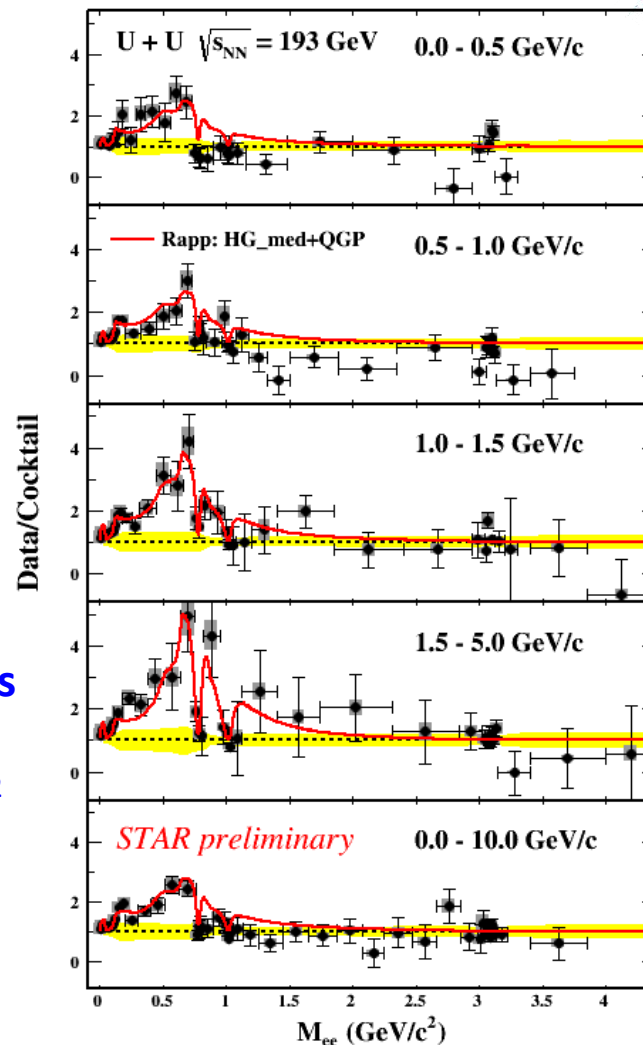 U + U √sNN = 193 GeV 0.0 - 0.5 GeV/c
4
2
0
Rapp: HG_med+QGP 0.5 - 1.0 GeV/c
4
2
0
1.0 - 1.5 GeV/c
4
2
0
Data/Cocktail
1.5 - 5.0 GeV/c
4
2
0
s
STAR preliminary 0.0 - 10.0 GeV/c
4
2
0
0 0.5 1 1.5 2 2.5 3 3.5 4
Mee (GeV/c²)